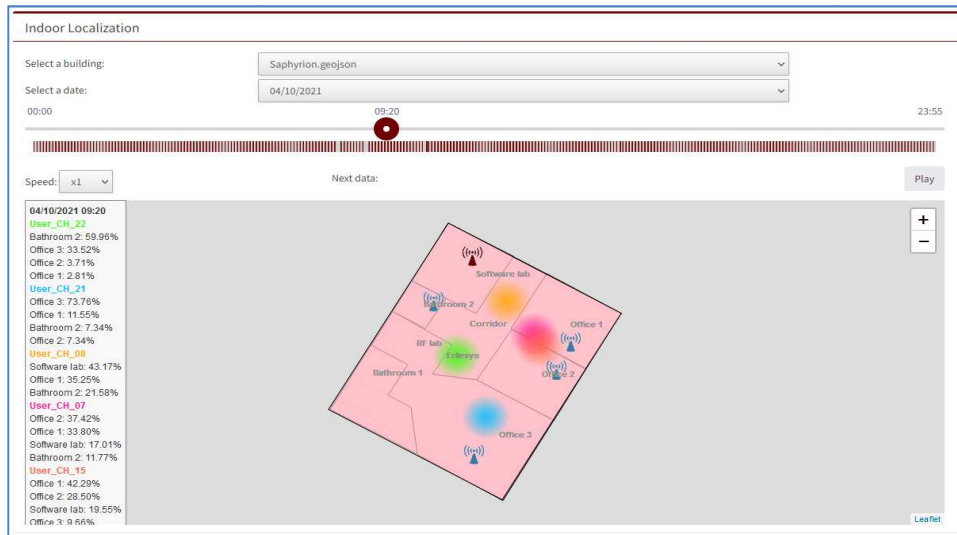 Indoor Localization
Select a building:
Saphyrion.geojson
Select a date:
04/10/2021
00:00
09:20
23:55
Speed:
x1
Next data:
Play
04/10/2021 09:20
User_CH_22
Bathroom 2: 59.96%
Office 3: 33.52%
Office 2: 3.71%
Office 1: 2.81%
User_CH_21
Office 3: 73.76%
Office 1: 11.55%
Bathroom 2: 7.34%
Office 2: 7.34%
User_CH_08
Software lab: 43.17%
Office 1: 35.25%
Bathroom 2: 21.58%
User_CH_07
Office 2: 37.42%
Office 1: 33.80%
Software lab: 17.01%
Bathroom 2: 11.77%
User_CH_15
Office 1: 42.29%
Office 2: 28.50%
Software lab: 19.55%
Office 3: 9.66%
Software lab
Bathroom 2
Corridor
Office 1
RF lab
Eclexys
Bathroom 1
Office 2
Office 3
+
−
Leaflet